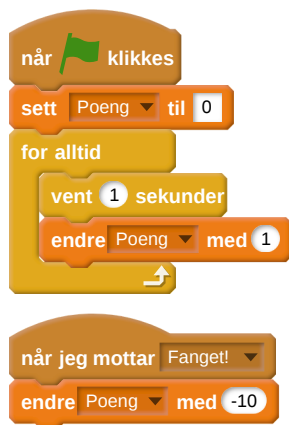 når klikkes
sett Poeng til 0
for alltid
vent 1 sekunder
endre Poeng med 1
når jeg mottar Fanget!
endre Poeng med -10